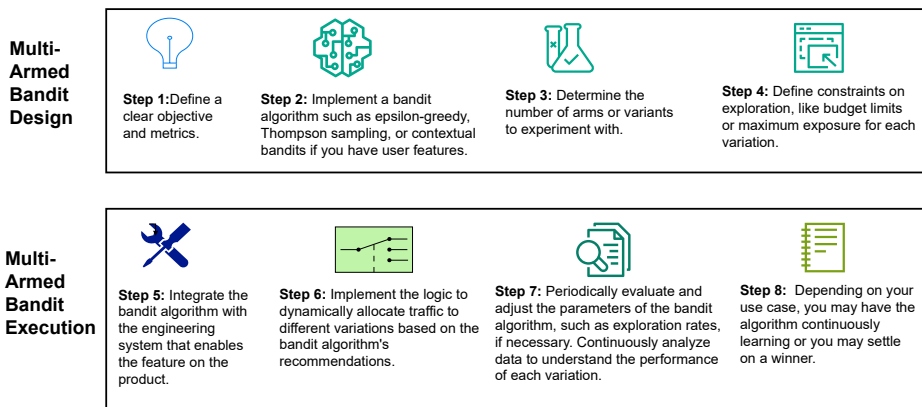 Multi-
Armed
Bandit
Design
Step 1:Define a
clear objective
and metrics.
Step 2: Implement a bandit
algorithm such as epsilon-greedy,
Thompson sampling, or contextual
bandits if you have user features.
Step 3: Determine the
number of arms or variants
to experiment with.
Step 4: Define constraints on
exploration, like budget limits
or maximum exposure for each
variation.
Multi-
Armed
Bandit
Execution
Step 5: Integrate the
bandit algorithm with
the engineering
system that enables
the feature on the
product.
Step 6: Implement the logic to
dynamically allocate traffic to
different variations based on the
bandit algorithm's
recommendations.
Step 7: Periodically evaluate and
adjust the parameters of the bandit
algorithm, such as exploration rates,
if necessary. Continuously analyze
data to understand the performance
of each variation.
Step 8: Depending on your
use case, you may have the
algorithm continuously
learning or you may settle
on a winner.